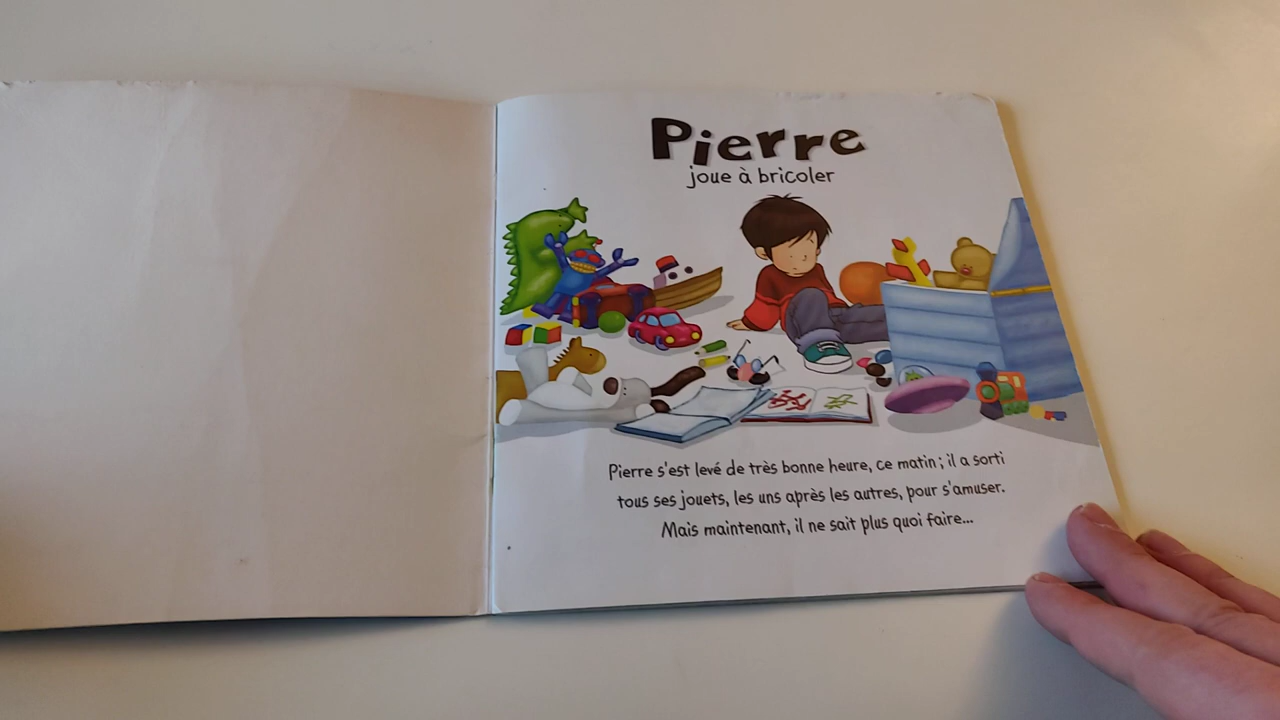 Pierre
joue à bricoler
Pierre s'est levé de très bonne heure, ce matin ; il a sorti
tous ses jouets, les uns après les autres, pour s'amuser.
Mais maintenant, il ne sait plus quoi faire...